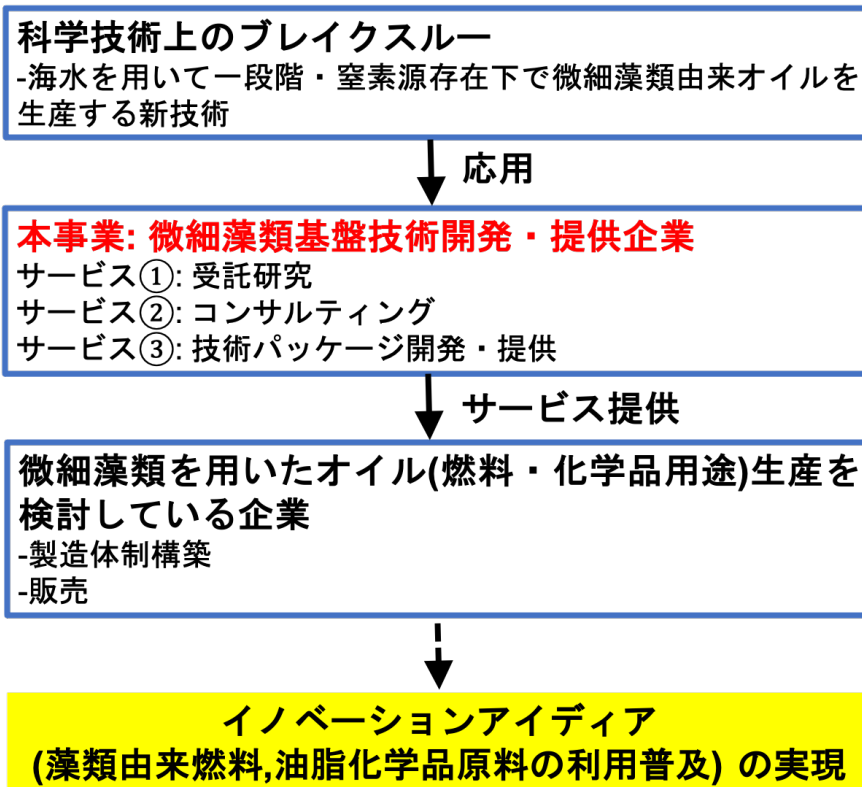 科学技術上のブレイクスルー
-海水を用いて一段階・窒素源存在下で微細藻類由来オイルを
生産する新技術
応用
本事業: 微細藻類基盤技術開発・提供企業
サービス①: 受託研究
サービス②: コンサルティング
サービス③: 技術パッケージ開発・提供
サービス提供
微細藻類を用いたオイル(燃料・化学品用途)生産を
検討している企業
-製造体制構築
-販売
イノベーションアイディア
(藻類由来燃料,油脂化学品原料の利用普及) の実現